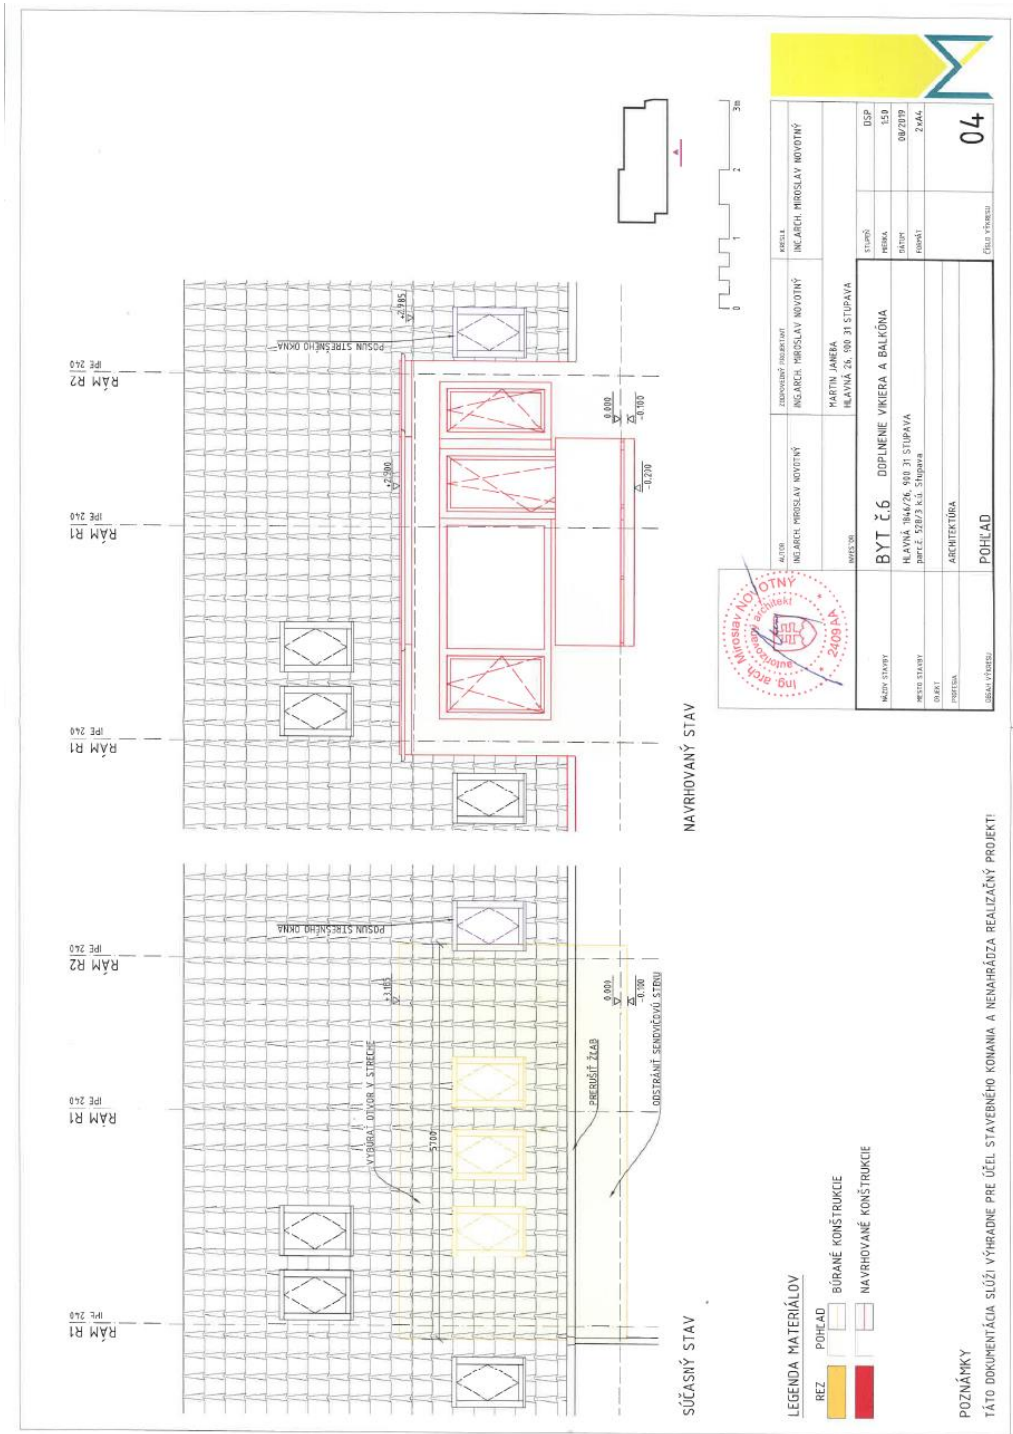 RÁM R1
IPE 240
RÁM R1
IPE 240
RÁM R2
IPE 240
VYBÚRAŤ OTVOR V STRECHE
+3.165
POSUN STREŠNÉHO OKNA
5700
0.000
-0.100
PRERUŠIŤ ŽĽAB
ODSTRÁNIŤ SENDVIČOVÚ STENU
SÚČASNÝ STAV
RÁM R1
IPE 240
RÁM R1
IPE 240
RÁM R2
IPE 240
+2.900
+2.985
POSUN STREŠNÉHO OKNA
0.000
-0.100
-0.200
NAVRHOVANÝ STAV
0 1 2 3m
LEGENDA MATERIÁLOV
REZ POHĽAD
BÚRANÉ KONŠTRUKCIE
NAVRHOVANÉ KONŠTRUKCIE
POZNÁMKY
TÁTO DOKUMENTÁCIA SLÚŽI VÝHRADNE PRE ÚČEL STAVEBNÉHO KONANIA A NENAHRÁDZA REALIZAČNÝ PROJEKT!
Ing. arch. Miroslav NOVOTNÝ
autorizovaný architekt
* 2409 AA *
AUTOR
ING.ARCH. MIROSLAV NOVOTNÝ
ZODPOVEDNÝ PROJEKTANT
ING.ARCH. MIROSLAV NOVOTNÝ
KRESLIL
ING.ARCH. MIROSLAV NOVOTNÝ
INVESTOR
MARTIN JANEBA
HLAVNÁ 26, 900 31 STUPAVA
NÁZOV STAVBY
BYT č.6 DOPLNENIE VIKIERA A BALKÓNA
MIESTO STAVBY
HLAVNÁ 1846/26, 900 31 STUPAVA
parc.č. 528/3 k.ú. Stupava
OBJEKT
PROFESIA
ARCHITEKTÚRA
OBSAH VÝKRESU
POHĽAD
STUPEŇ
DSP
MIERKA
1:50
DÁTUM
08/2019
FORMÁT
2xA4
ČÍSLO VÝKRESU
04